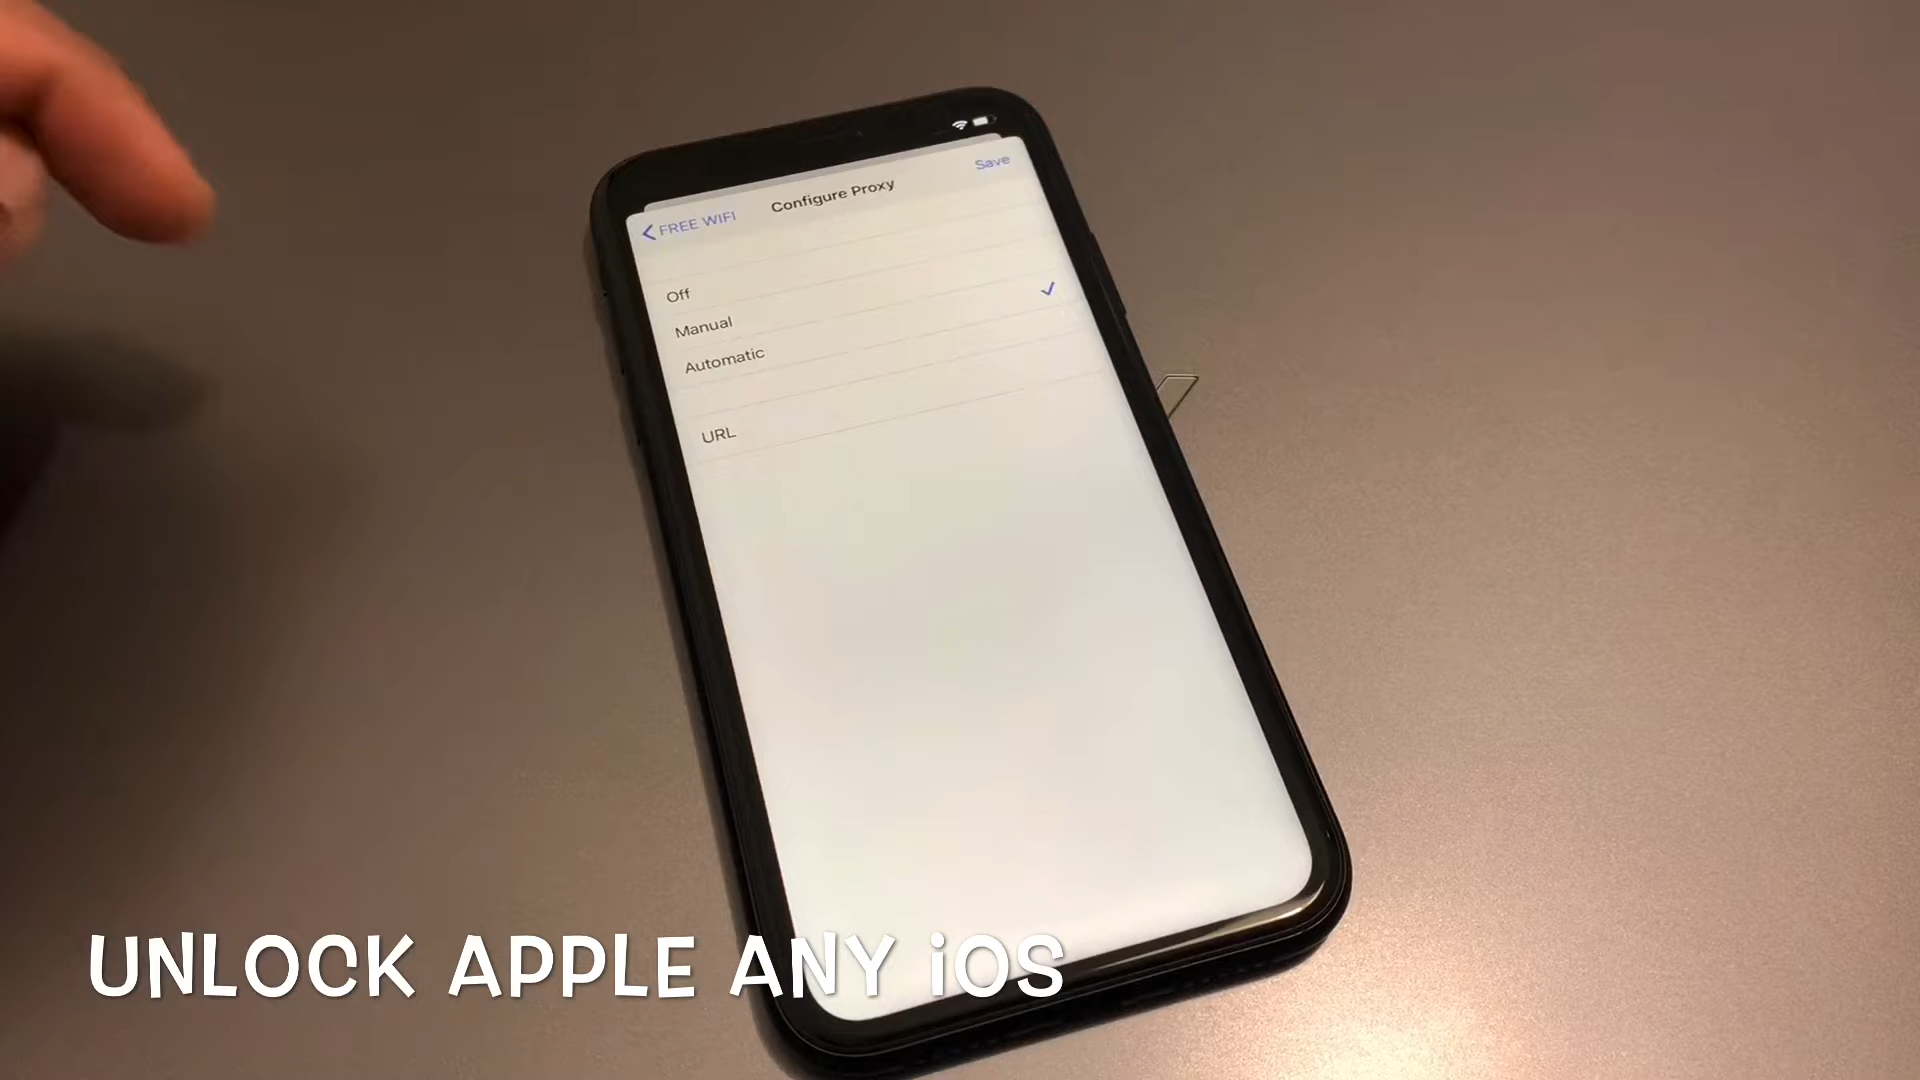 Save
Configure Proxy
FREE WIFI
Off
Manual
Automatic
URL
UNLOCK APPLE ANY iOS